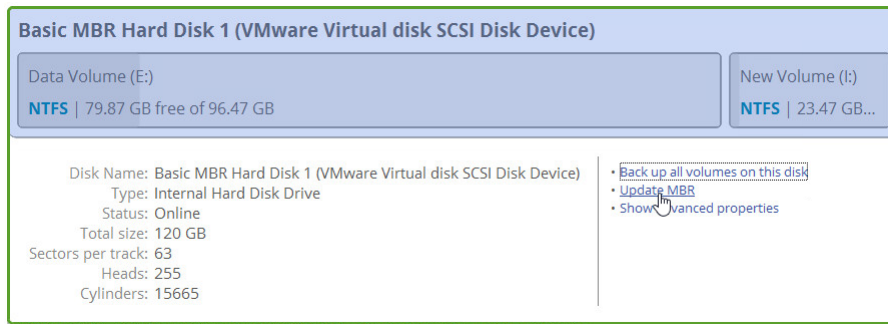 Basic MBR Hard Disk 1 (VMware Virtual disk SCSI Disk Device)
Data Volume (E:)
NTFS | 79.87 GB free of 96.47 GB
New Volume (I:)
NTFS | 23.47 GB...
Disk Name: Basic MBR Hard Disk 1 (VMware Virtual disk SCSI Disk Device)
Type: Internal Hard Disk Drive
Status: Online
Total size: 120 GB
Sectors per track: 63
Heads: 255
Cylinders: 15665
• Back up all volumes on this disk
• Update MBR
• Show advanced properties